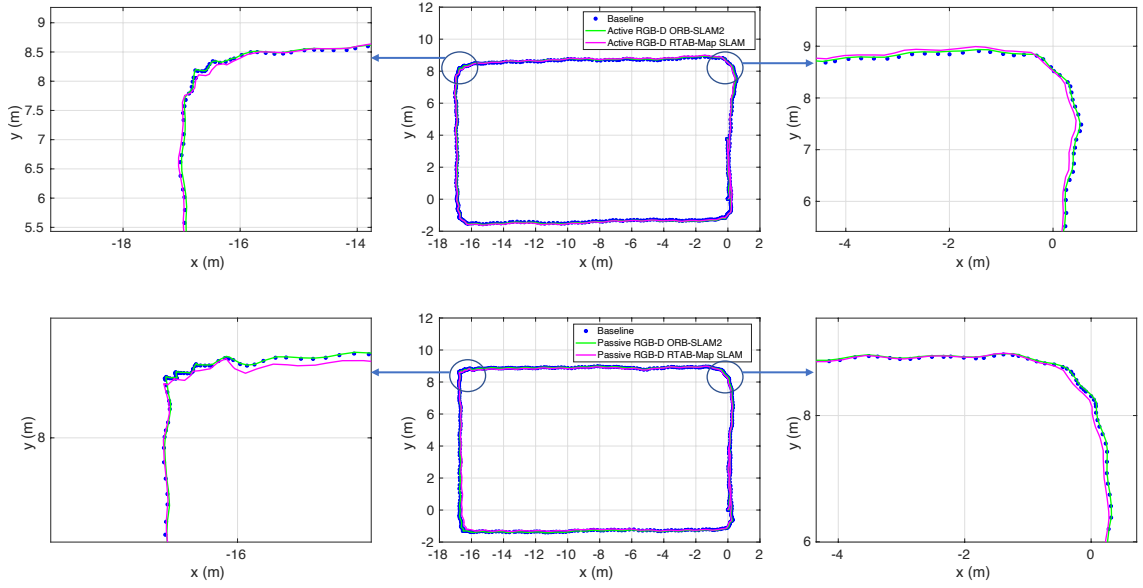 9
8.5
8
7.5
7
6.5
6
5.5
y (m)
-18
-16
-14
x (m)
12
10
8
6
4
2
0
-2
y (m)
Baseline
Active RGB-D ORB-SLAM2
Active RGB-D RTAB-Map SLAM
-18 -16 -14 -12 -10 -8 -6 -4 -2 0 2
x (m)
9
8
7
6
y (m)
-4
-2
0
x (m)
8
y (m)
-16
x (m)
12
10
8
6
4
2
0
-2
y (m)
Baseline
Passive RGB-D ORB-SLAM2
Passive RGB-D RTAB-Map SLAM
-18 -16 -14 -12 -10 -8 -6 -4 -2 0 2
x (m)
8
6
y (m)
-4
-2
0
x (m)